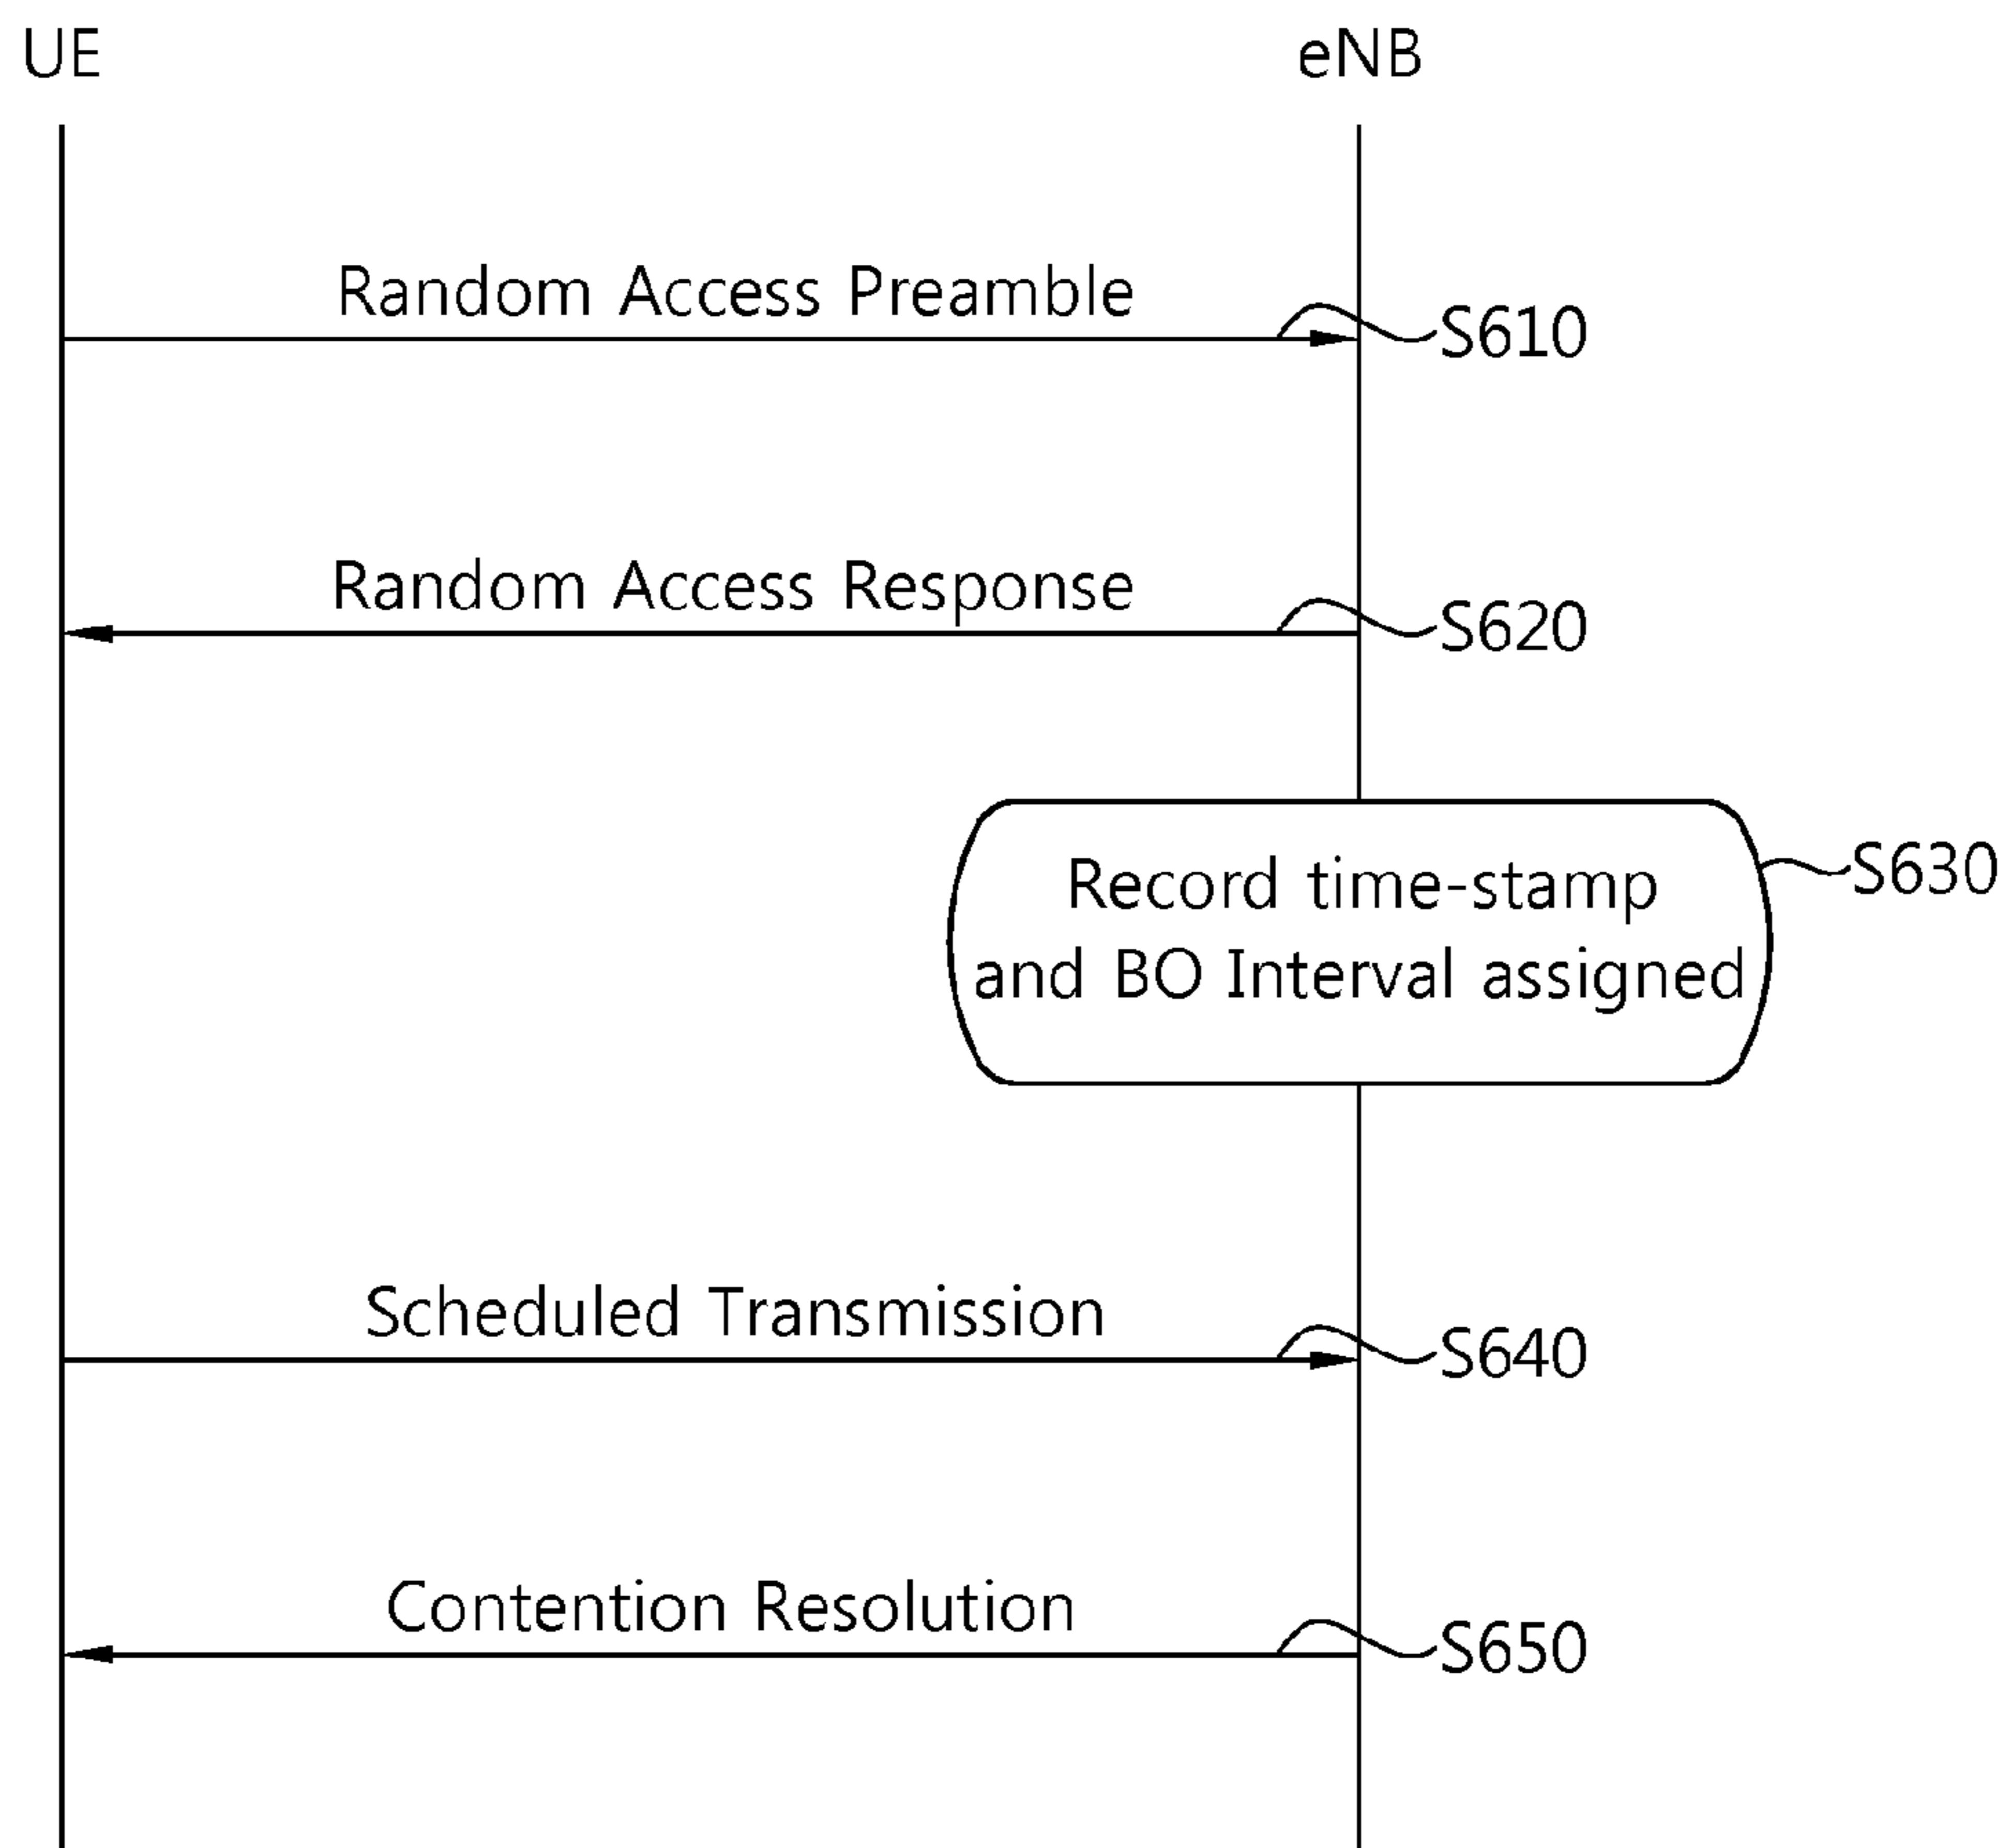 UE
eNB
Random Access Preamble
S610
Random Access Response
S620
Record time-stamp
and BO Interval assigned
S630
Scheduled Transmission
S640
Contention Resolution
S650